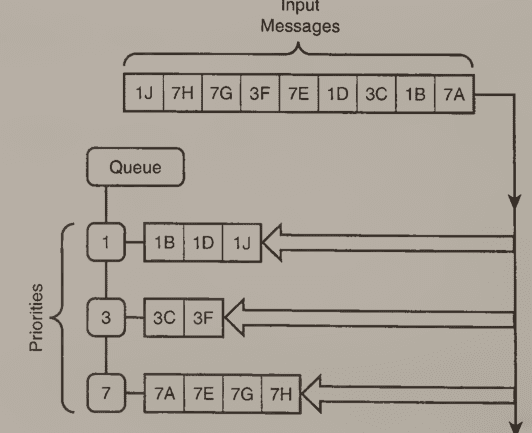 Input
Messages
1J 7H 7G 3F 7E 1D 3C 1B 7A
Queue
Priorities
1 1B 1D 1J
3 3C 3F
7 7A 7E 7G 7H